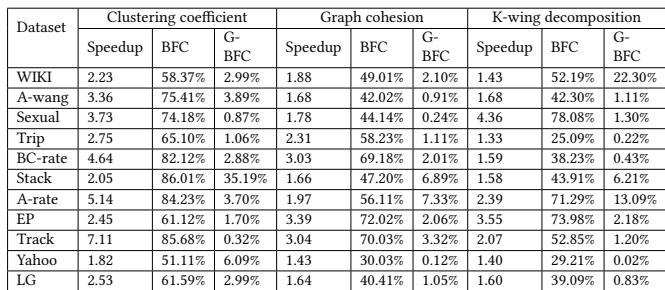 Dataset Clustering coefficient Graph cohesion K-wing decomposition
Speedup BFC G-BFC Speedup BFC G-BFC Speedup BFC G-BFC
WIKI 2.23 58.37% 2.99% 1.88 49.01% 2.10% 1.43 52.19% 22.30%
A-wang 3.36 75.41% 3.89% 1.68 42.02% 0.91% 1.68 42.30% 1.11%
Sexual 3.73 74.18% 0.87% 1.78 44.14% 0.24% 4.36 78.08% 1.30%
Trip 2.75 65.10% 1.06% 2.31 58.23% 1.11% 1.33 25.09% 0.22%
BC-rate 4.64 82.12% 2.88% 3.03 69.18% 2.01% 1.59 38.23% 0.43%
Stack 2.05 86.01% 35.19% 1.66 47.20% 6.89% 1.58 43.91% 6.21%
A-rate 5.14 84.23% 3.70% 1.97 56.11% 7.33% 2.39 71.29% 13.09%
EP 2.45 61.12% 1.70% 3.39 72.02% 2.06% 3.55 73.98% 2.18%
Track 7.11 85.68% 0.32% 3.04 70.03% 3.32% 2.07 52.85% 1.20%
Yahoo 1.82 51.11% 6.09% 1.43 30.03% 0.12% 1.40 29.21% 0.02%
LG 2.53 61.59% 2.99% 1.64 40.41% 1.05% 1.60 39.09% 0.83%